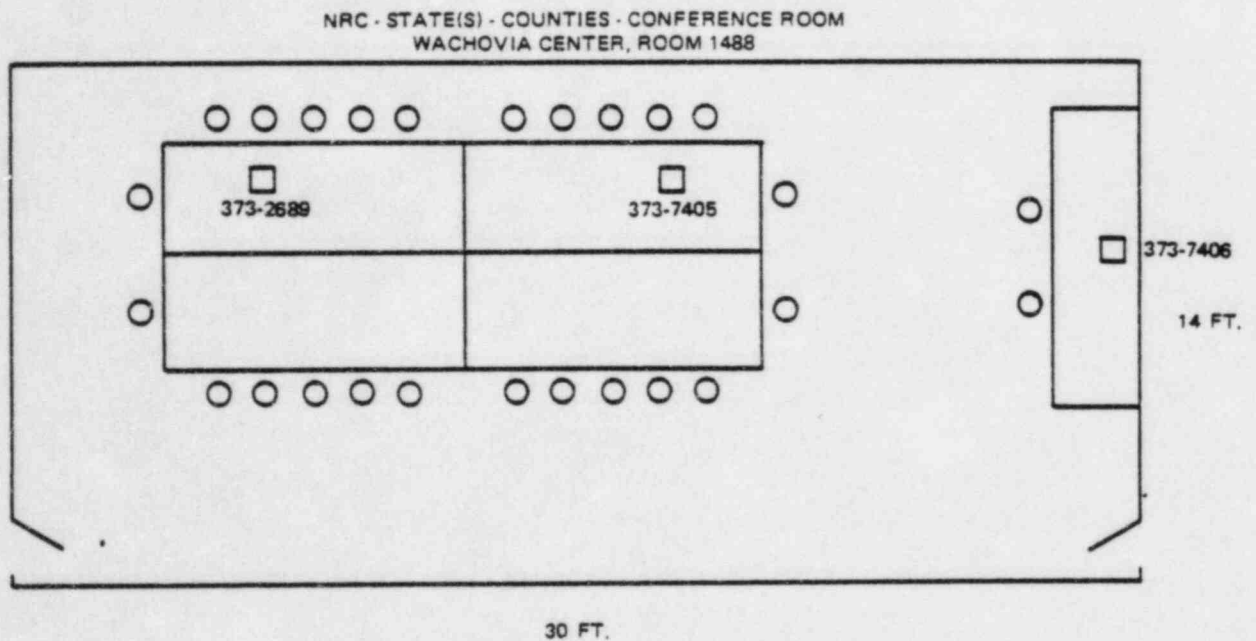 NRC - STATE(S) - COUNTIES - CONFERENCE ROOM
WACHOVIA CENTER, ROOM 1488
373-2689
373-7405
373-7406
14 FT.
30 FT.